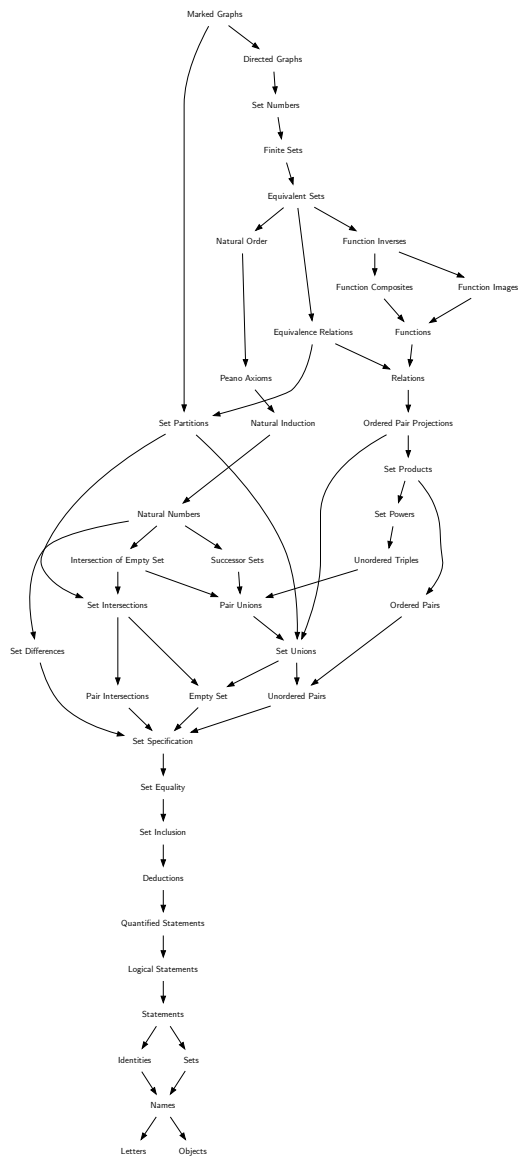 Marked Graphs
Directed Graphs
Set Numbers
Finite Sets
Equivalent Sets
Natural Order
Function Inverses
Function Composites
Function Images
Equivalence Relations
Functions
Peano Axioms
Relations
Set Partitions
Natural Induction
Ordered Pair Projections
Set Products
Natural Numbers
Set Powers
Intersection of Empty Set
Successor Sets
Unordered Triples
Set Intersections
Pair Unions
Ordered Pairs
Set Differences
Set Unions
Pair Intersections
Empty Set
Unordered Pairs
Set Specification
Set Equality
Set Inclusion
Deductions
Quantified Statements
Logical Statements
Statements
Identities
Sets
Names
Letters
Objects